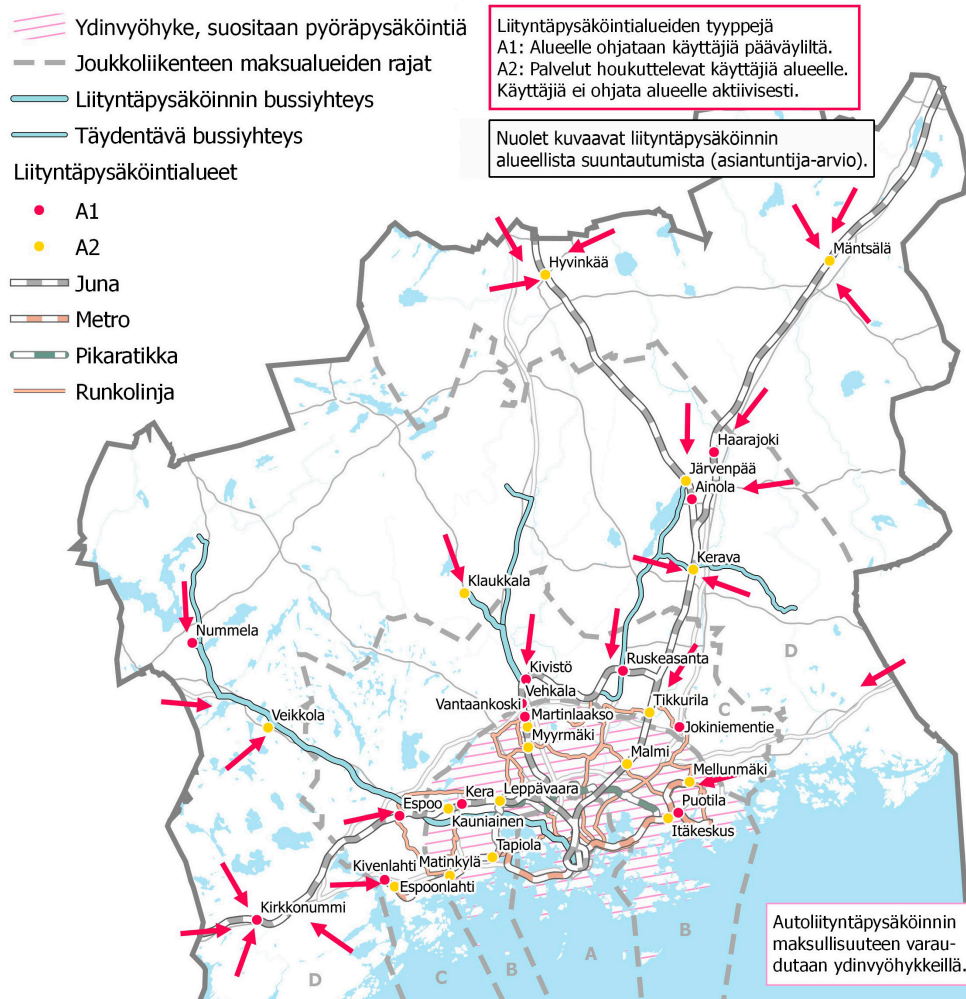 Ydinvyöhyke, suositaan pyöräpysäköintiä
Joukkoliikenteen maksualueiden rajat
Liityntäpysäköinnin bussiyhteys
Täydentävä bussiyhteys
Liityntäpysäköintialueet
A1
A2
Juna
Metro
Pikaratikka
Runkolinja
Liityntäpysäköintialueiden tyyppejä
A1: Alueelle ohjataan käyttäjiä pääväyliltä.
A2: Palvelut houkuttelevat käyttäjiä alueelle.
Käyttäjiä ei ohjata alueelle aktiivisesti.
Nuolet kuvaavat liityntäpysäköinnin
alueellista suuntautumista (asiantuntija-arvio).
Mäntsälä
Hyvinkää
Haarajoki
Järvenpää
Ainola
Kerava
Klaukkala
Nummela
Ruskeasanta
D
Kivistö
Vehkala
C
Vantaankoski
Martinlaakso
Tikkurila
Veikkola
Myyrmäki
Jokiniementie
Malmi
Mellunmäki
Leppävaara
Kera
Espoo
Puotila
Kauniainen
Itäkeskus
Tapiola
Matinkylä
Kivenlahti
Espoonlahti
Kirkkonummi
B
A
B
C
D
Autoliityntäpysäköinnin
maksullisuuteen varau-
dutaan ydinvyöhykkeillä.